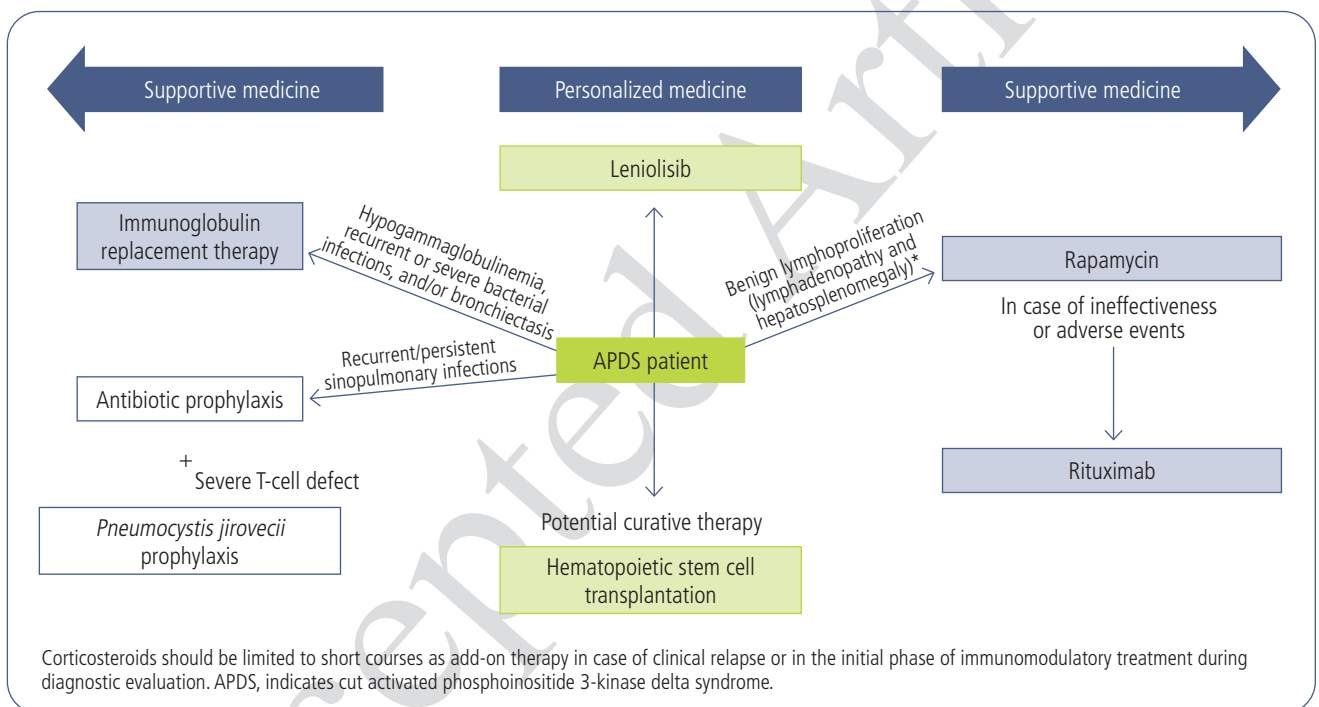 Supportive medicine
Personalized medicine
Supportive medicine
Leniolisib
Immunoglobulin
replacement therapy
Hypogammaglobulinemia,
recurrent or severe bacterial
infections, and/or bronchiectasis
Benign lymphoproliferation
(lymphadenopathy and
hepatosplenomegaly)*
Rapamycin
In case of ineffectiveness
or adverse events
APDS patient
Recurrent/persistent
sinopulmonary infections
Antibiotic prophylaxis
+
Severe T-cell defect
Rituximab
Pneumocystis jirovecii
prophylaxis
Potential curative therapy
Hematopoietic stem cell
transplantation
Corticosteroids should be limited to short courses as add-on therapy in case of clinical relapse or in the initial phase of immunomodulatory treatment during
diagnostic evaluation. APDS, indicates cut activated phosphoinositide 3-kinase delta syndrome.
cepted Arti